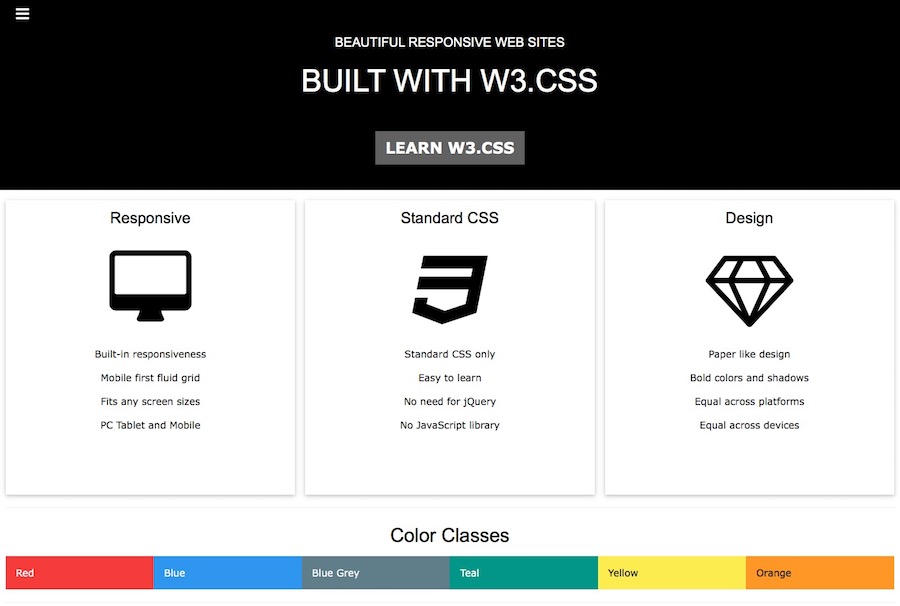 BEAUTIFUL RESPONSIVE WEB SITES
BUILT WITH W3.CSS
LEARN W3.CSS
Responsive
Built-in responsiveness
Mobile first fluid grid
Fits any screen sizes
PC Tablet and Mobile
Standard CSS
Standard CSS only
Easy to learn
No need for jQuery
No JavaScript library
Design
Paper like design
Bold colors and shadows
Equal across platforms
Equal across devices
Color Classes
Red
Blue
Blue Grey
Teal
Yellow
Orange